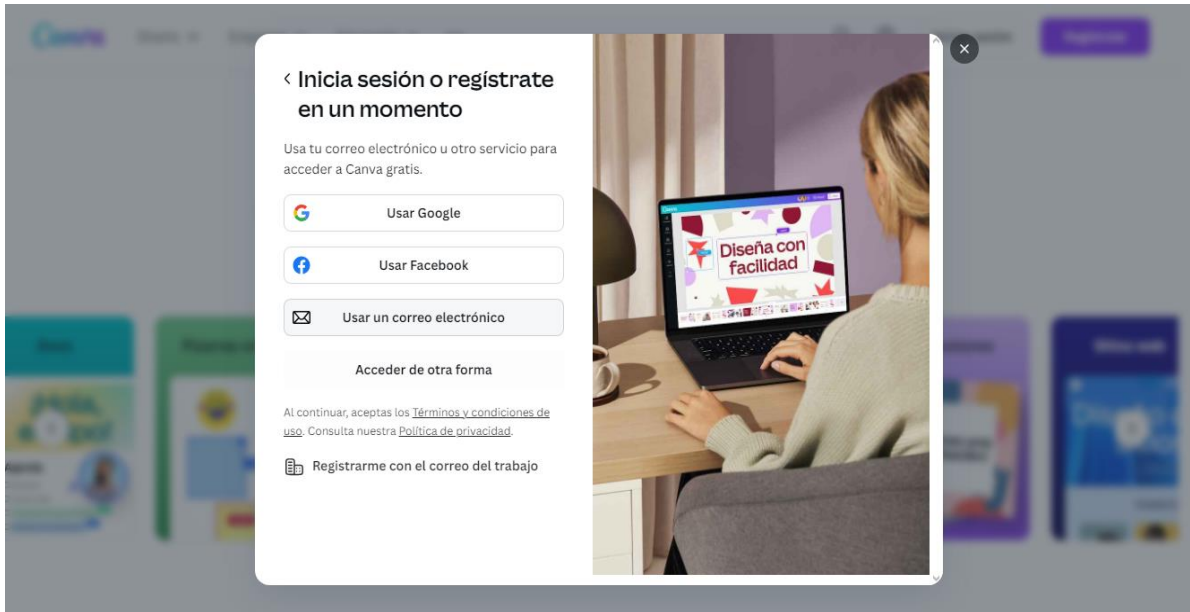 Canva
Inicia sesión o regístrate
en un momento
Usa tu correo electrónico u otro servicio para
acceder a Canva gratis.
Usar Google
Usar Facebook
Usar un correo electrónico
Acceder de otra forma
Al continuar, aceptas los Términos y condiciones de
uso. Consulta nuestra Política de privacidad.
Registrarme con el correo del trabajo
Diseña con
facilidad